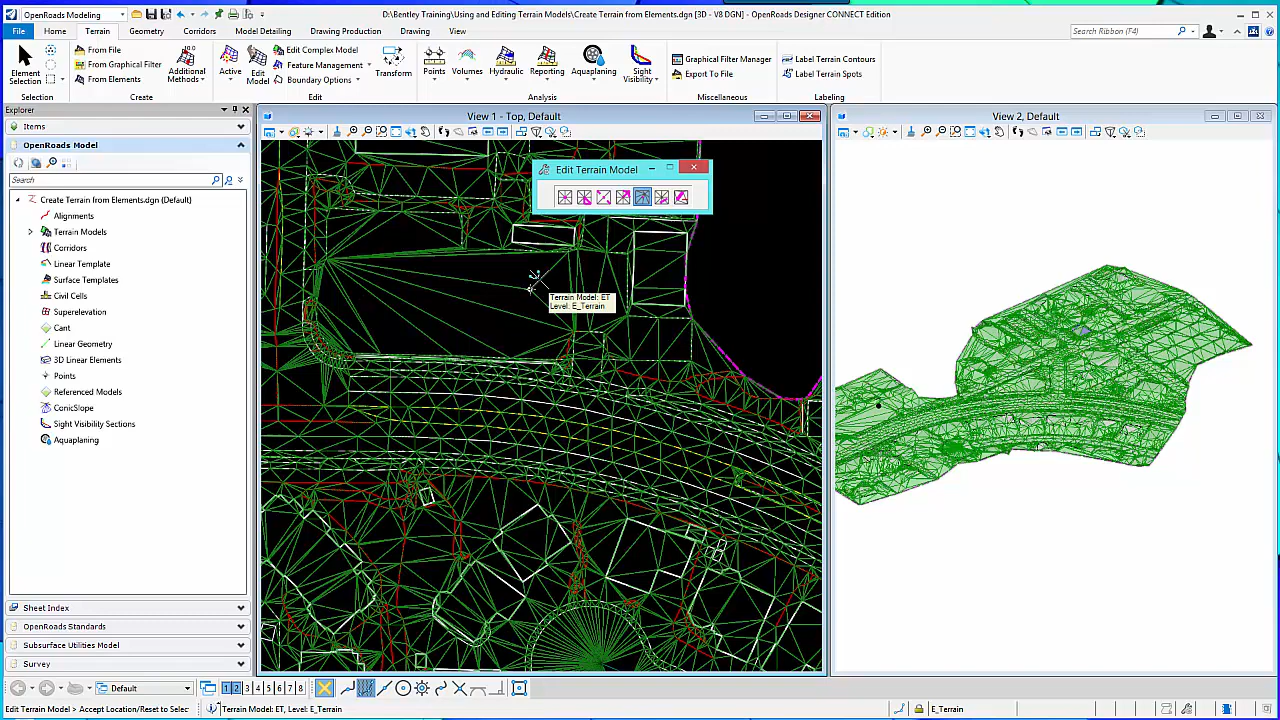 OpenRoads Modeling
D:\Bentley Training\Using and Editing Terrain Models\Create Terrain from Elements.dgn [3D - V8 DGN] - OpenRoads Designer CONNECT Edition
File Home Terrain Geometry Corridors Model Detailing Drawing Production Drawing View
Search Ribbon (F4)
Element Selection
Selection
From File
From Graphical Filter
From Elements
Additional Methods
Create
Active
Edit Model
Edit Complex Model
Feature Management
Boundary Options
Edit
Transform
Points
Volumes
Hydraulic
Reporting
Aquaplaning
Sight Visibility
Analysis
Graphical Filter Manager
Export To File
Miscellaneous
Label Terrain Contours
Label Terrain Spots
Labeling
Explorer
Items
OpenRoads Model
Search
Create Terrain from Elements.dgn (Default)
Alignments
Terrain Models
Corridors
Linear Template
Surface Templates
Civil Cells
Superelevation
Cant
Linear Geometry
3D Linear Elements
Points
Referenced Models
ConicSlope
Sight Visibility Sections
Aquaplaning
Sheet Index
OpenRoads Standards
Subsurface Utilities Model
Survey
View 1 - Top, Default
Edit Terrain Model
Terrain Model: ET
Level: E_Terrain
View 2, Default
Default
1 2 3 4 5 6 7 8
Edit Terrain Model > Accept Location/Reset to Selec
Terrain Model: ET, Level: E_Terrain
E_Terrain